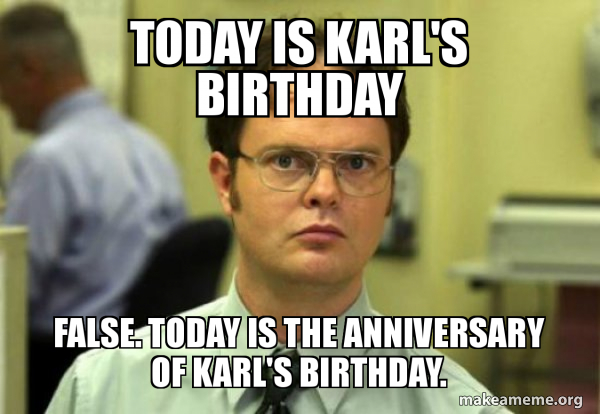 TODAY IS KARL'S
BIRTHDAY
FALSE. TODAY IS THE ANNIVERSARY
OF KARL'S BIRTHDAY.
makeameme.org